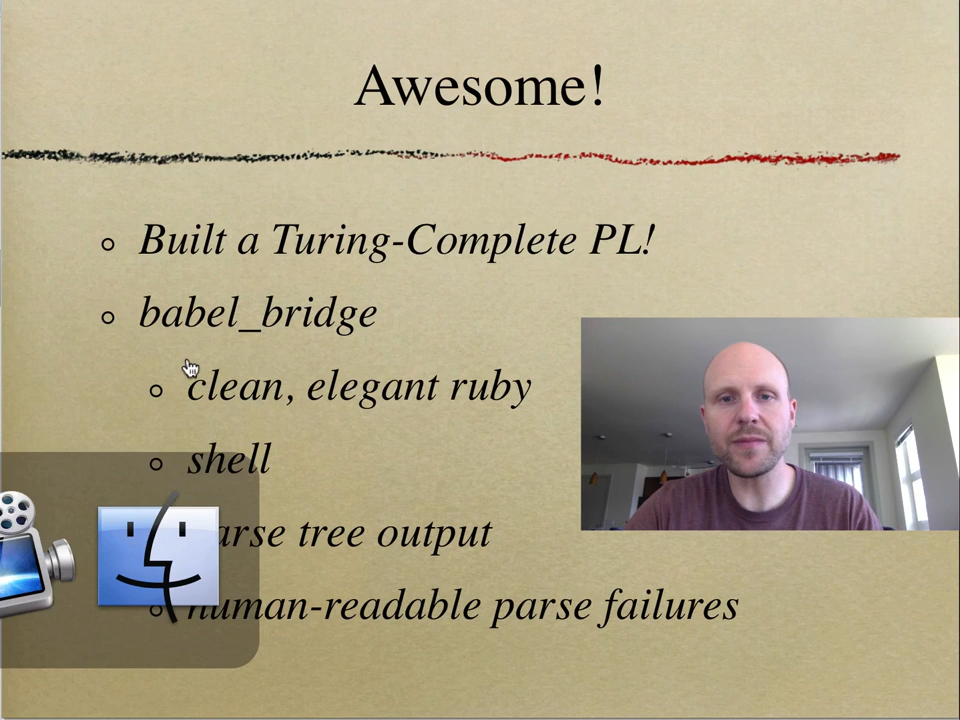 Awesome!
Built a Turing-Complete PL!
babel_bridge
clean, elegant ruby
shell
parse tree output
human-readable parse failures